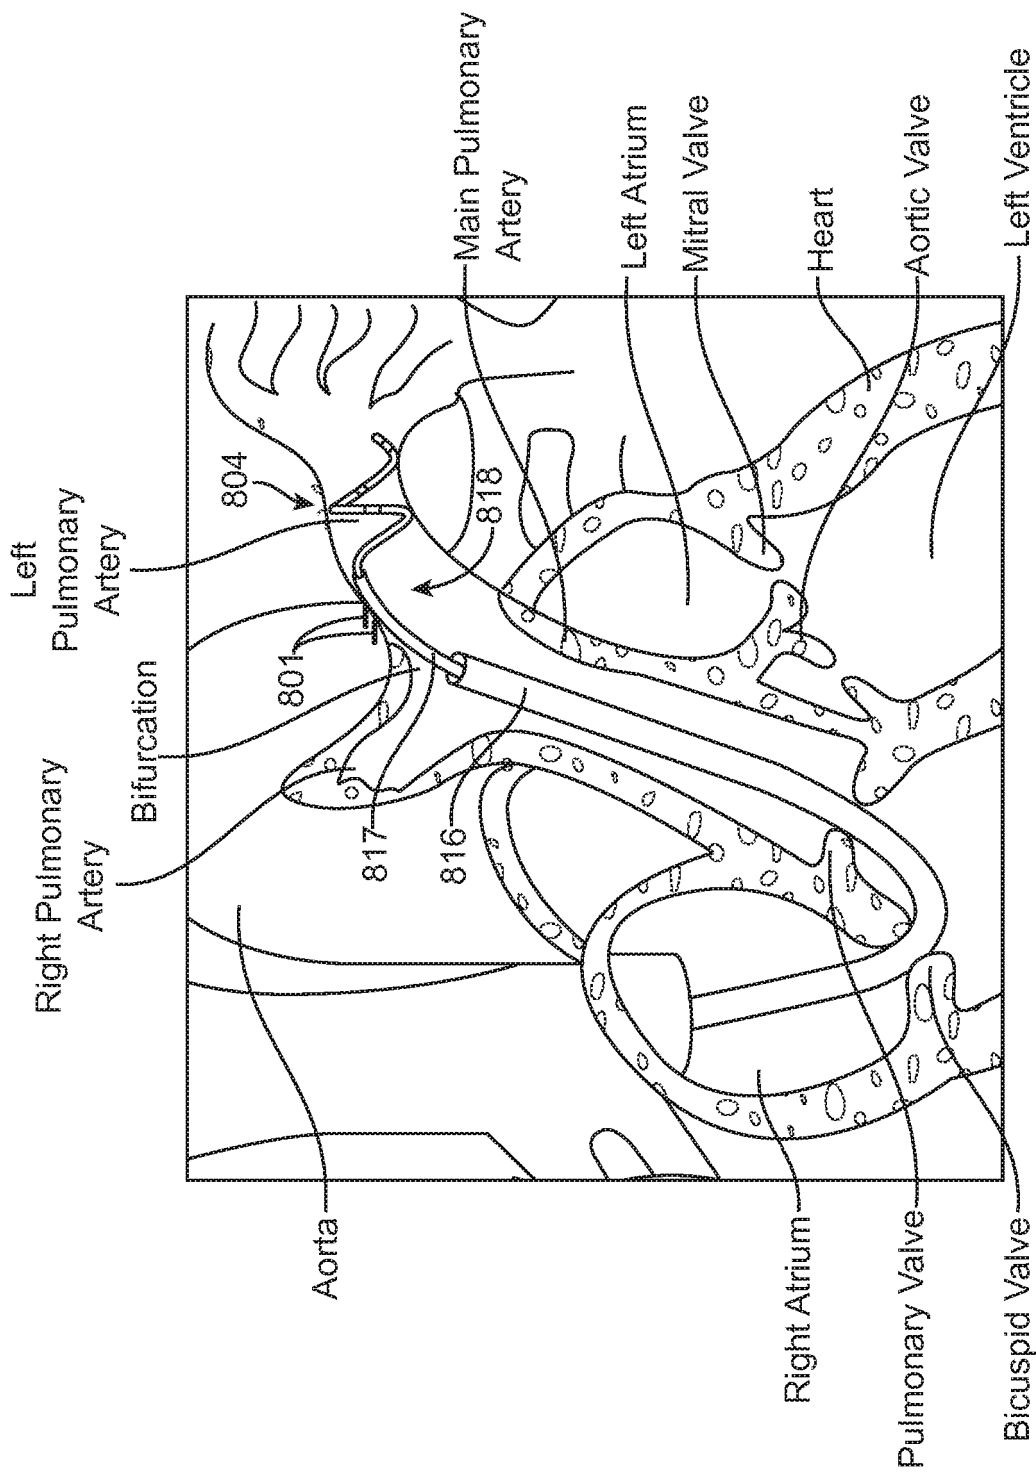 Left
Pulmonary
Artery
Right Pulmonary
Artery
Bifurcation
801
804
Main Pulmonary
Artery
Aorta
817
816
818
Left Atrium
Mitral Valve
Heart
Aortic Valve
Left Ventricle
Right Atrium
Pulmonary Valve
Bicuspid Valve